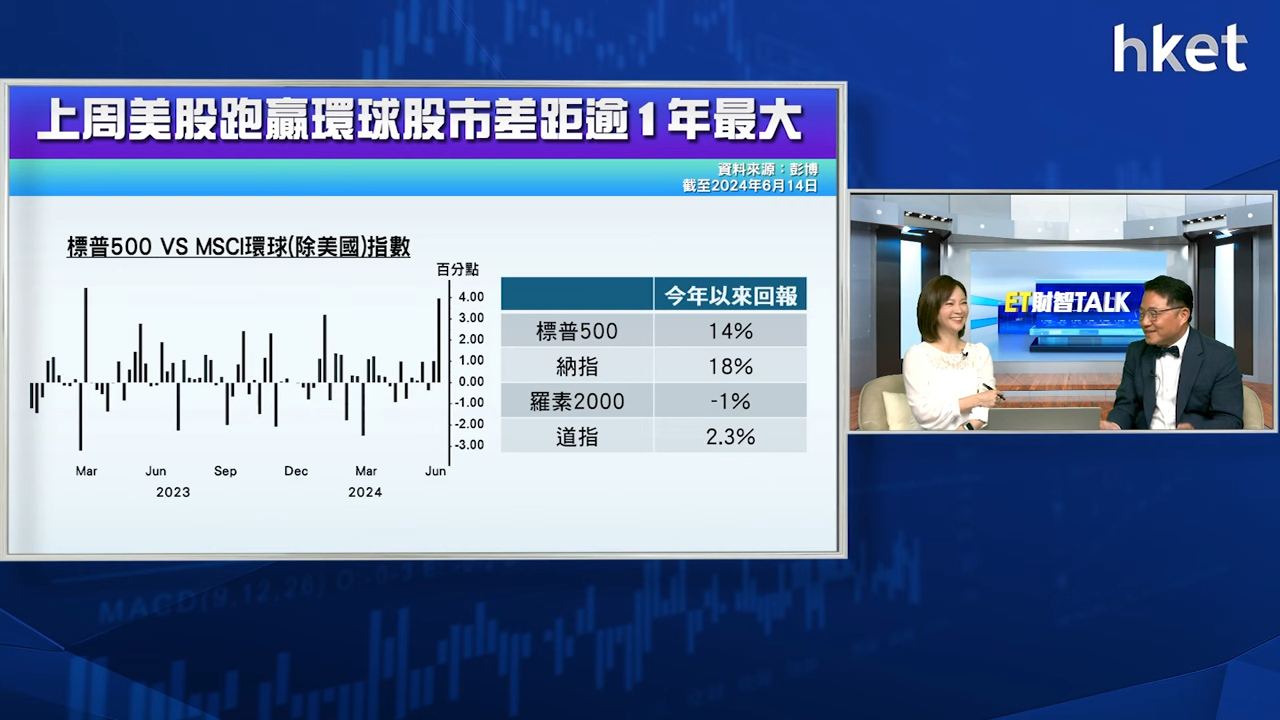 hket
上周美股跑贏環球股市差距逾1年最大
資料來源：彭博
截至2024年6月14日
標普500 VS MSCI環球(除美國)指數
百分點
4.00
3.00
2.00
1.00
0.00
-1.00
-2.00
-3.00
Mar Jun Sep Dec Mar Jun
2023 2024
今年以來回報
標普500 14%
納指 18%
羅素2000 -1%
道指 2.3%
ET財智TALK
MACD(9,12,26)